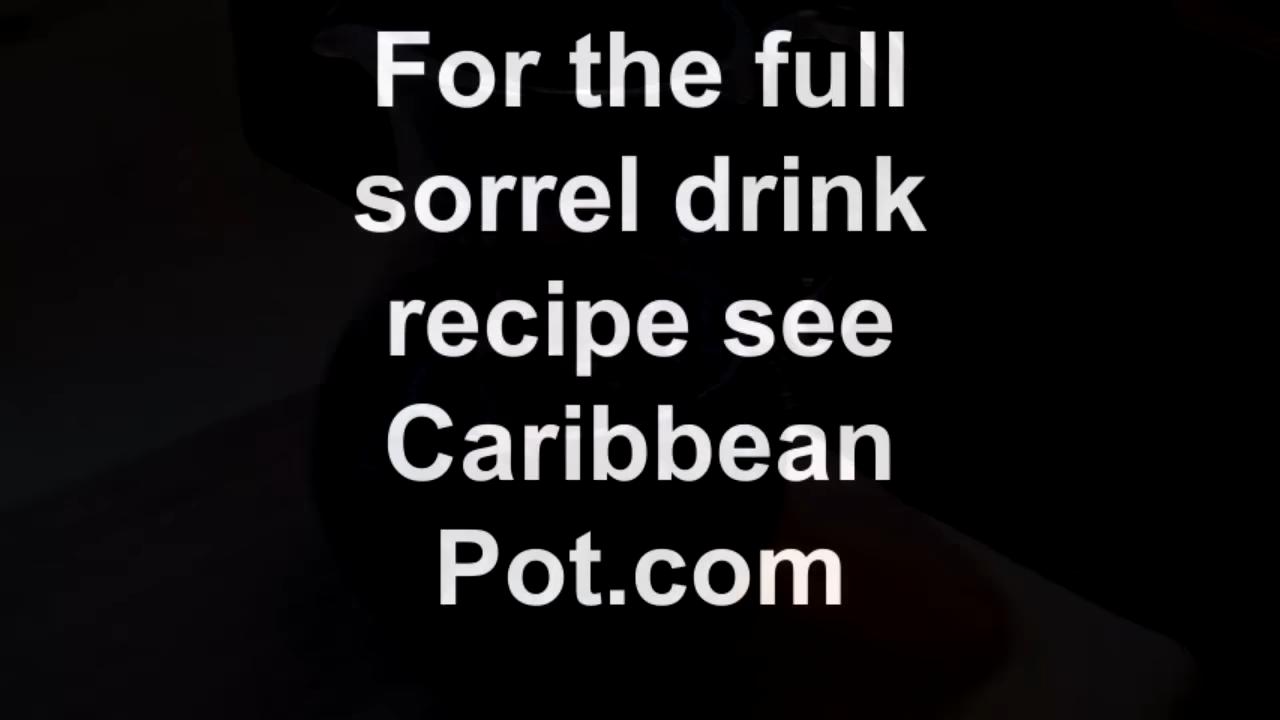 For the full
sorrel drink
recipe see
Caribbean
Pot.com